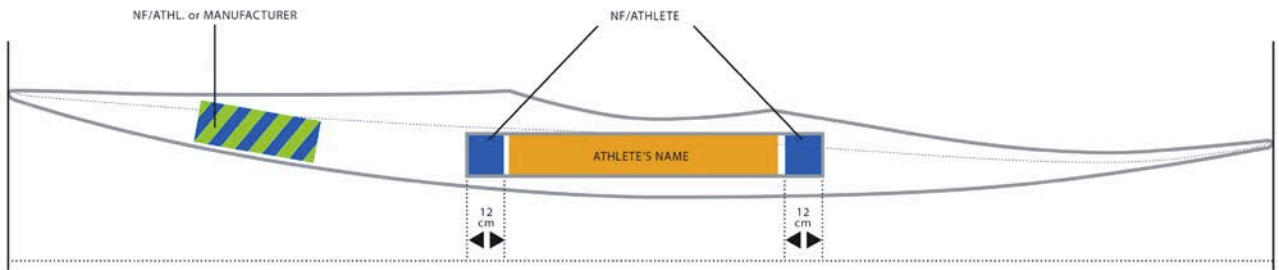 NF/ATHL. or MANUFACTURER
NF/ATHLETE
ATHLETE'S NAME
12
cm
12
cm